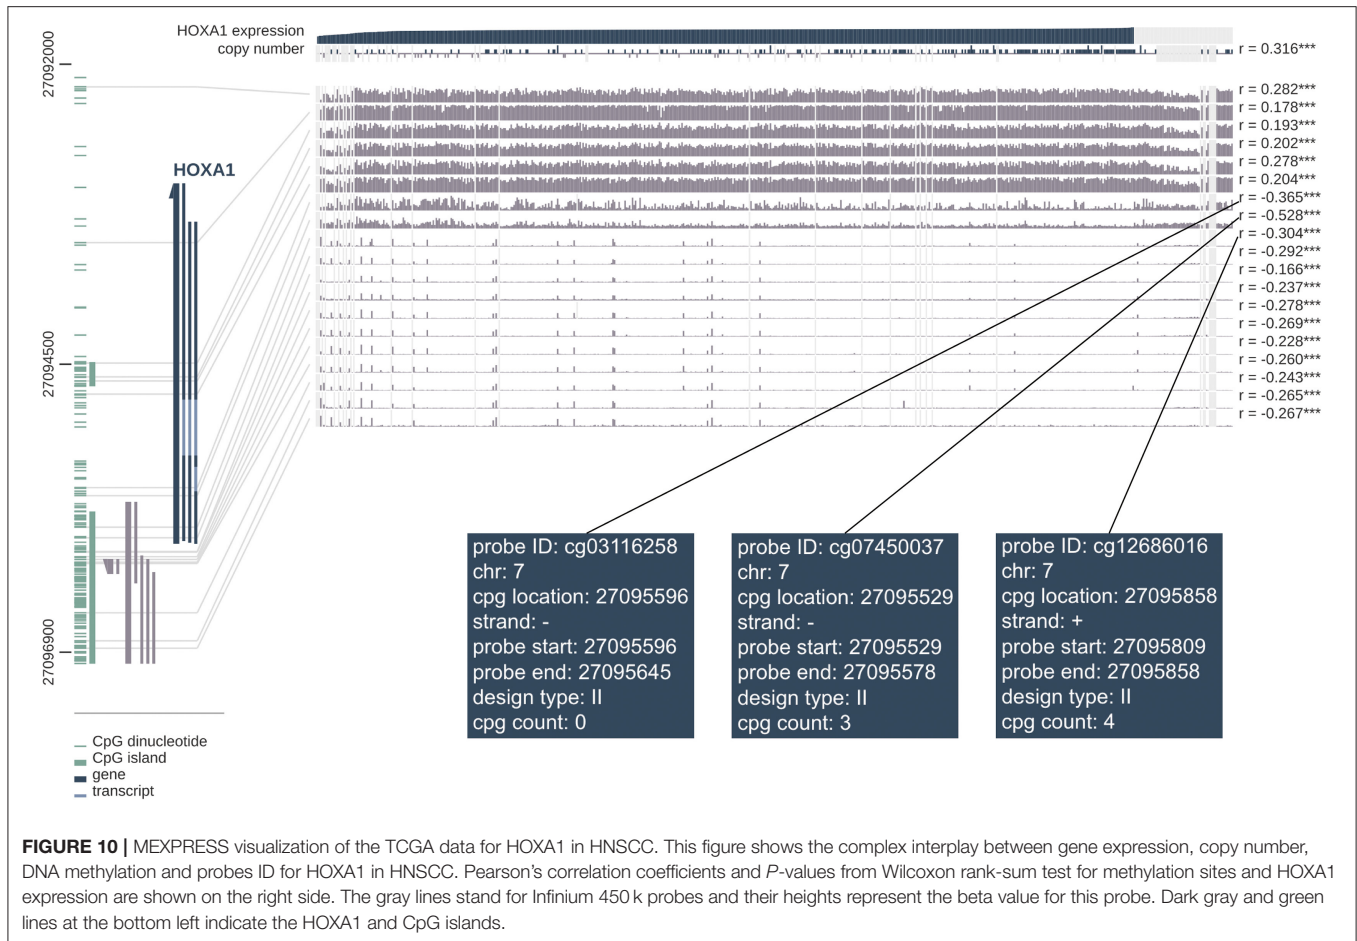 HOXA1 expression
copy number
r = 0.316***
27092000
r = 0.282***
r = 0.178***
r = 0.193***
r = 0.202***
r = 0.278***
r = 0.204***
r = -0.365***
r = -0.528***
r = -0.304***
r = -0.292***
r = -0.166***
r = -0.237***
r = -0.278***
r = -0.269***
r = -0.228***
r = -0.260***
r = -0.243***
r = -0.265***
r = -0.267***
HOXA1
27094500
27096900
probe ID: cg03116258
chr: 7
cpg location: 27095596
strand: -
probe start: 27095596
probe end: 27095645
design type: II
cpg count: 0
probe ID: cg07450037
chr: 7
cpg location: 27095529
strand: -
probe start: 27095529
probe end: 27095578
design type: II
cpg count: 3
probe ID: cg12686016
chr: 7
cpg location: 27095858
strand: +
probe start: 27095809
probe end: 27095858
design type: II
cpg count: 4
CpG dinucleotide
CpG island
gene
transcript
FIGURE 10 | MEXPRESS visualization of the TCGA data for HOXA1 in HNSCC. This figure shows the complex interplay between gene expression, copy number,
DNA methylation and probes ID for HOXA1 in HNSCC. Pearson's correlation coefficients and P-values from Wilcoxon rank-sum test for methylation sites and HOXA1
expression are shown on the right side. The gray lines stand for Infinium 450 k probes and their heights represent the beta value for this probe. Dark gray and green
lines at the bottom left indicate the HOXA1 and CpG islands.